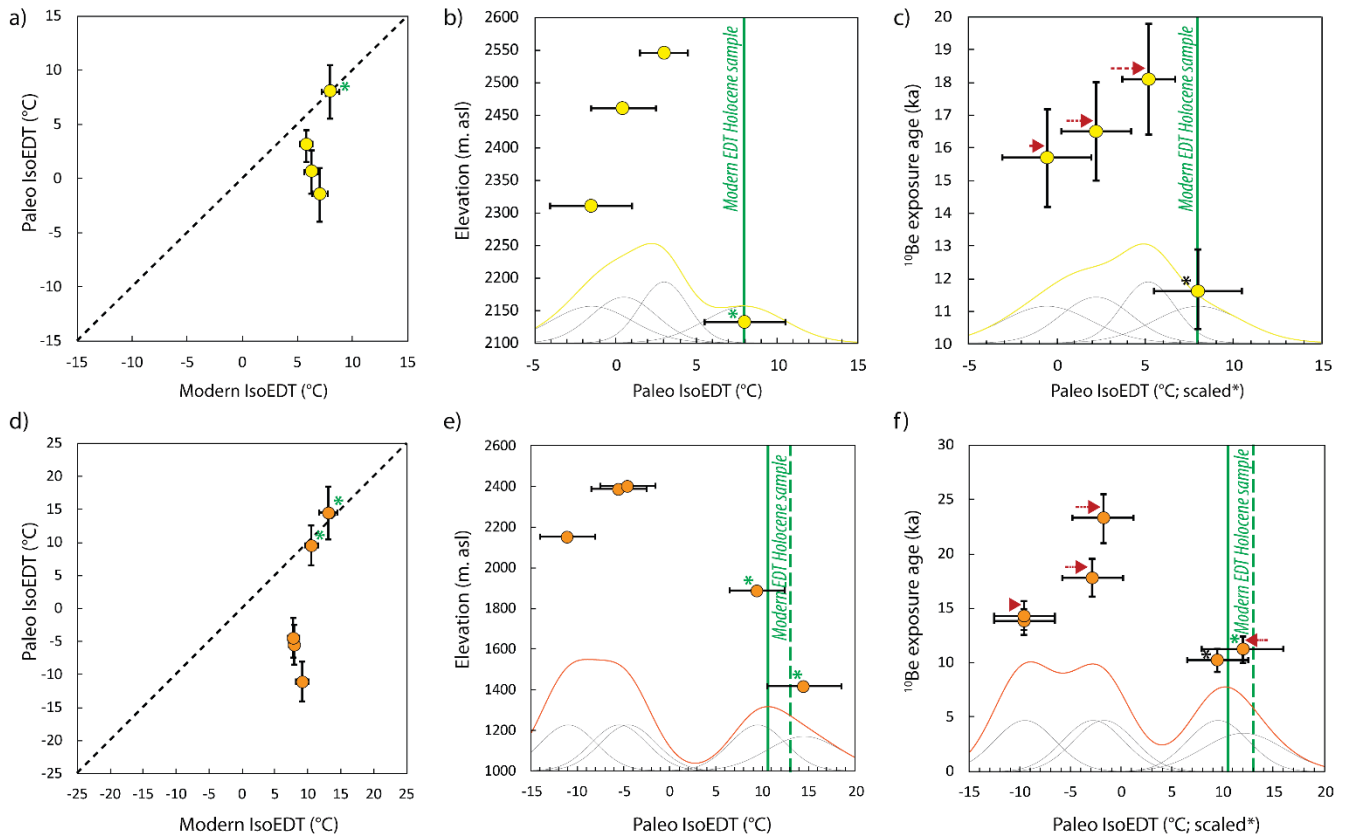 a)
15
10
5
0
-5
-10
-15
Paleo IsoEDT (°C)
*
-15 -10 -5 0 5 10 15
Modern IsoEDT (°C)
b)
2600
2550
2500
2450
2400
2350
2300
2250
2200
2150
2100
Elevation (m. asl)
Modern EDT Holocene sample
*
-5 0 5 10 15
Paleo IsoEDT (°C)
c)
20
19
18
17
16
15
14
13
12
11
10
¹⁰Be exposure age (ka)
Modern EDT Holocene sample
*
-5 0 5 10 15
Paleo IsoEDT (°C; scaled*)
d)
25
20
15
10
5
0
-5
-10
-15
-20
-25
Paleo IsoEDT (°C)
*
*
-25 -20 -15 -10 -5 0 5 10 15 20 25
Modern IsoEDT (°C)
e)
2600
2400
2200
2000
1800
1600
1400
1200
1000
Elevation (m. asl)
Modern EDT Holocene sample
*
*
-15 -10 -5 0 5 10 15 20
Paleo IsoEDT (°C)
f)
30
25
20
15
10
5
0
¹⁰Be exposure age (ka)
Modern EDT Holocene sample
*
*
-15 -10 -5 0 5 10 15 20
Paleo IsoEDT (°C; scaled*)